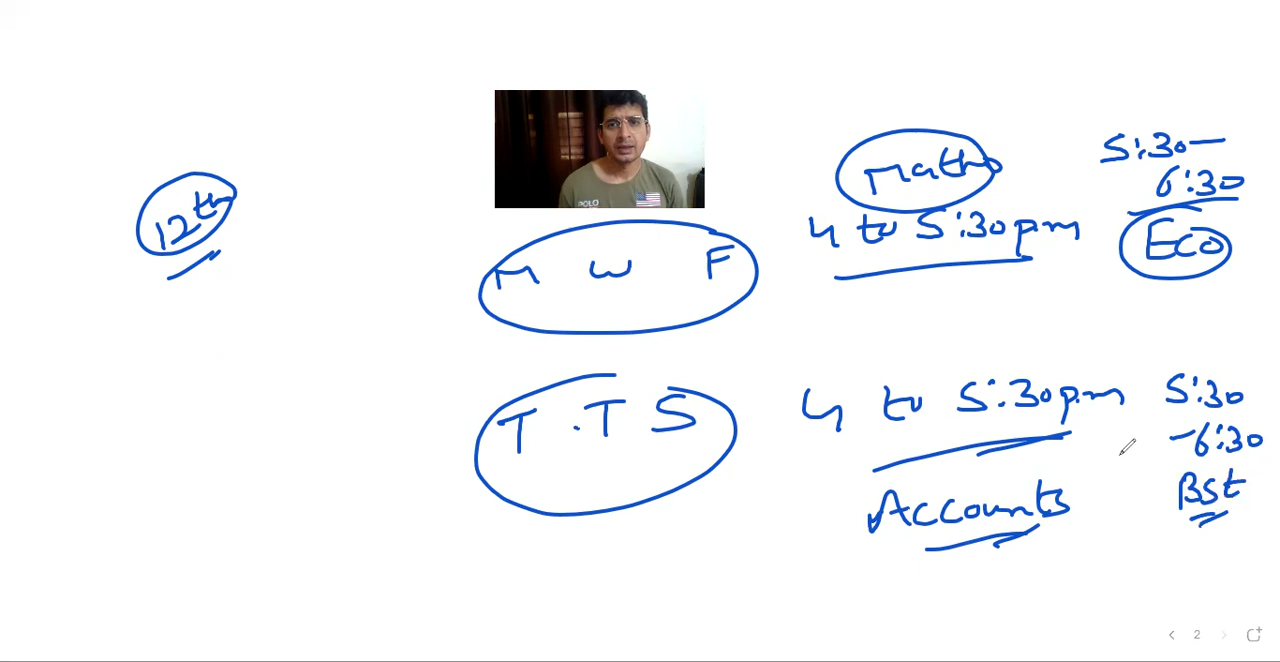 12th
POLO
Maths
5:30-
6:30
4 to 5:30pm
Eco
M W F
T .T S
4 to 5:30pm
5:30
-6:30
Accounts
Bst
2